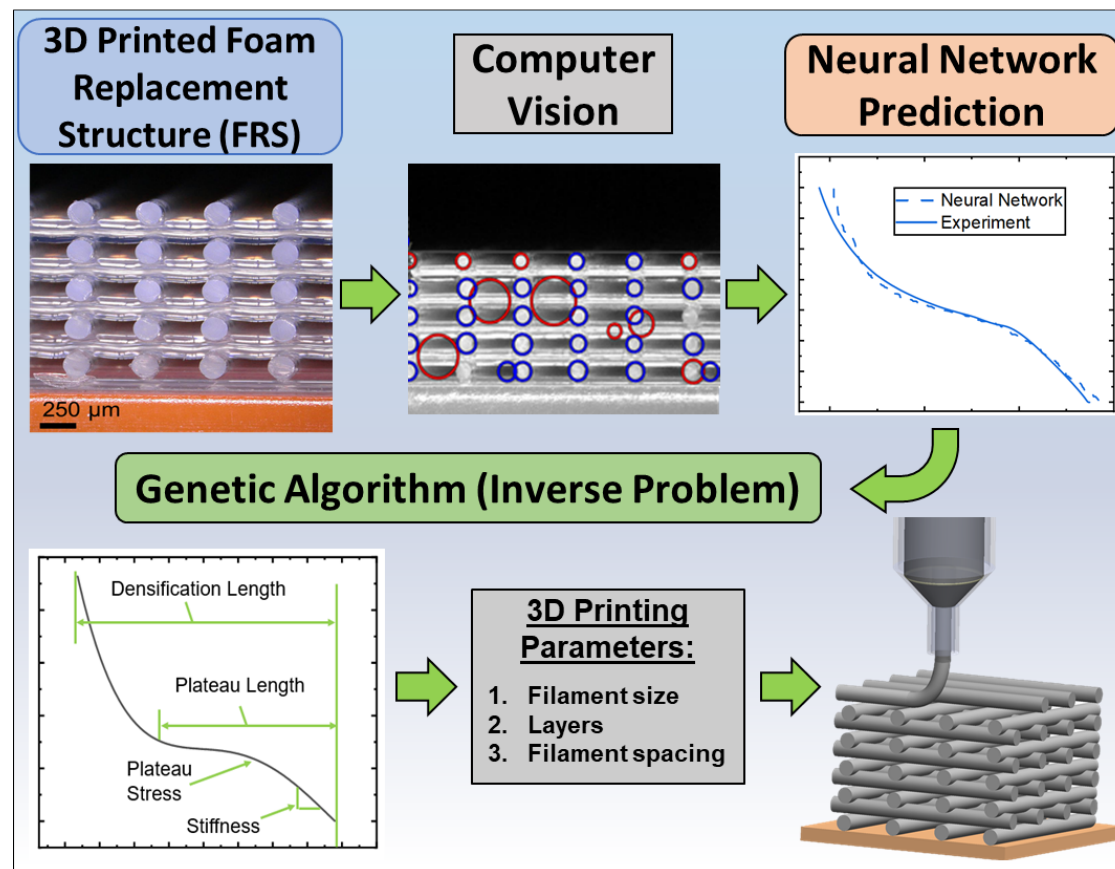 3D Printed Foam
Replacement
Structure (FRS)
Computer
Vision
Neural Network
Prediction
250 μm
Neural Network
Experiment
Genetic Algorithm (Inverse Problem)
Densification Length
Plateau Length
Plateau
Stress
Stiffness
3D Printing
Parameters:
1. Filament size
2. Layers
3. Filament spacing